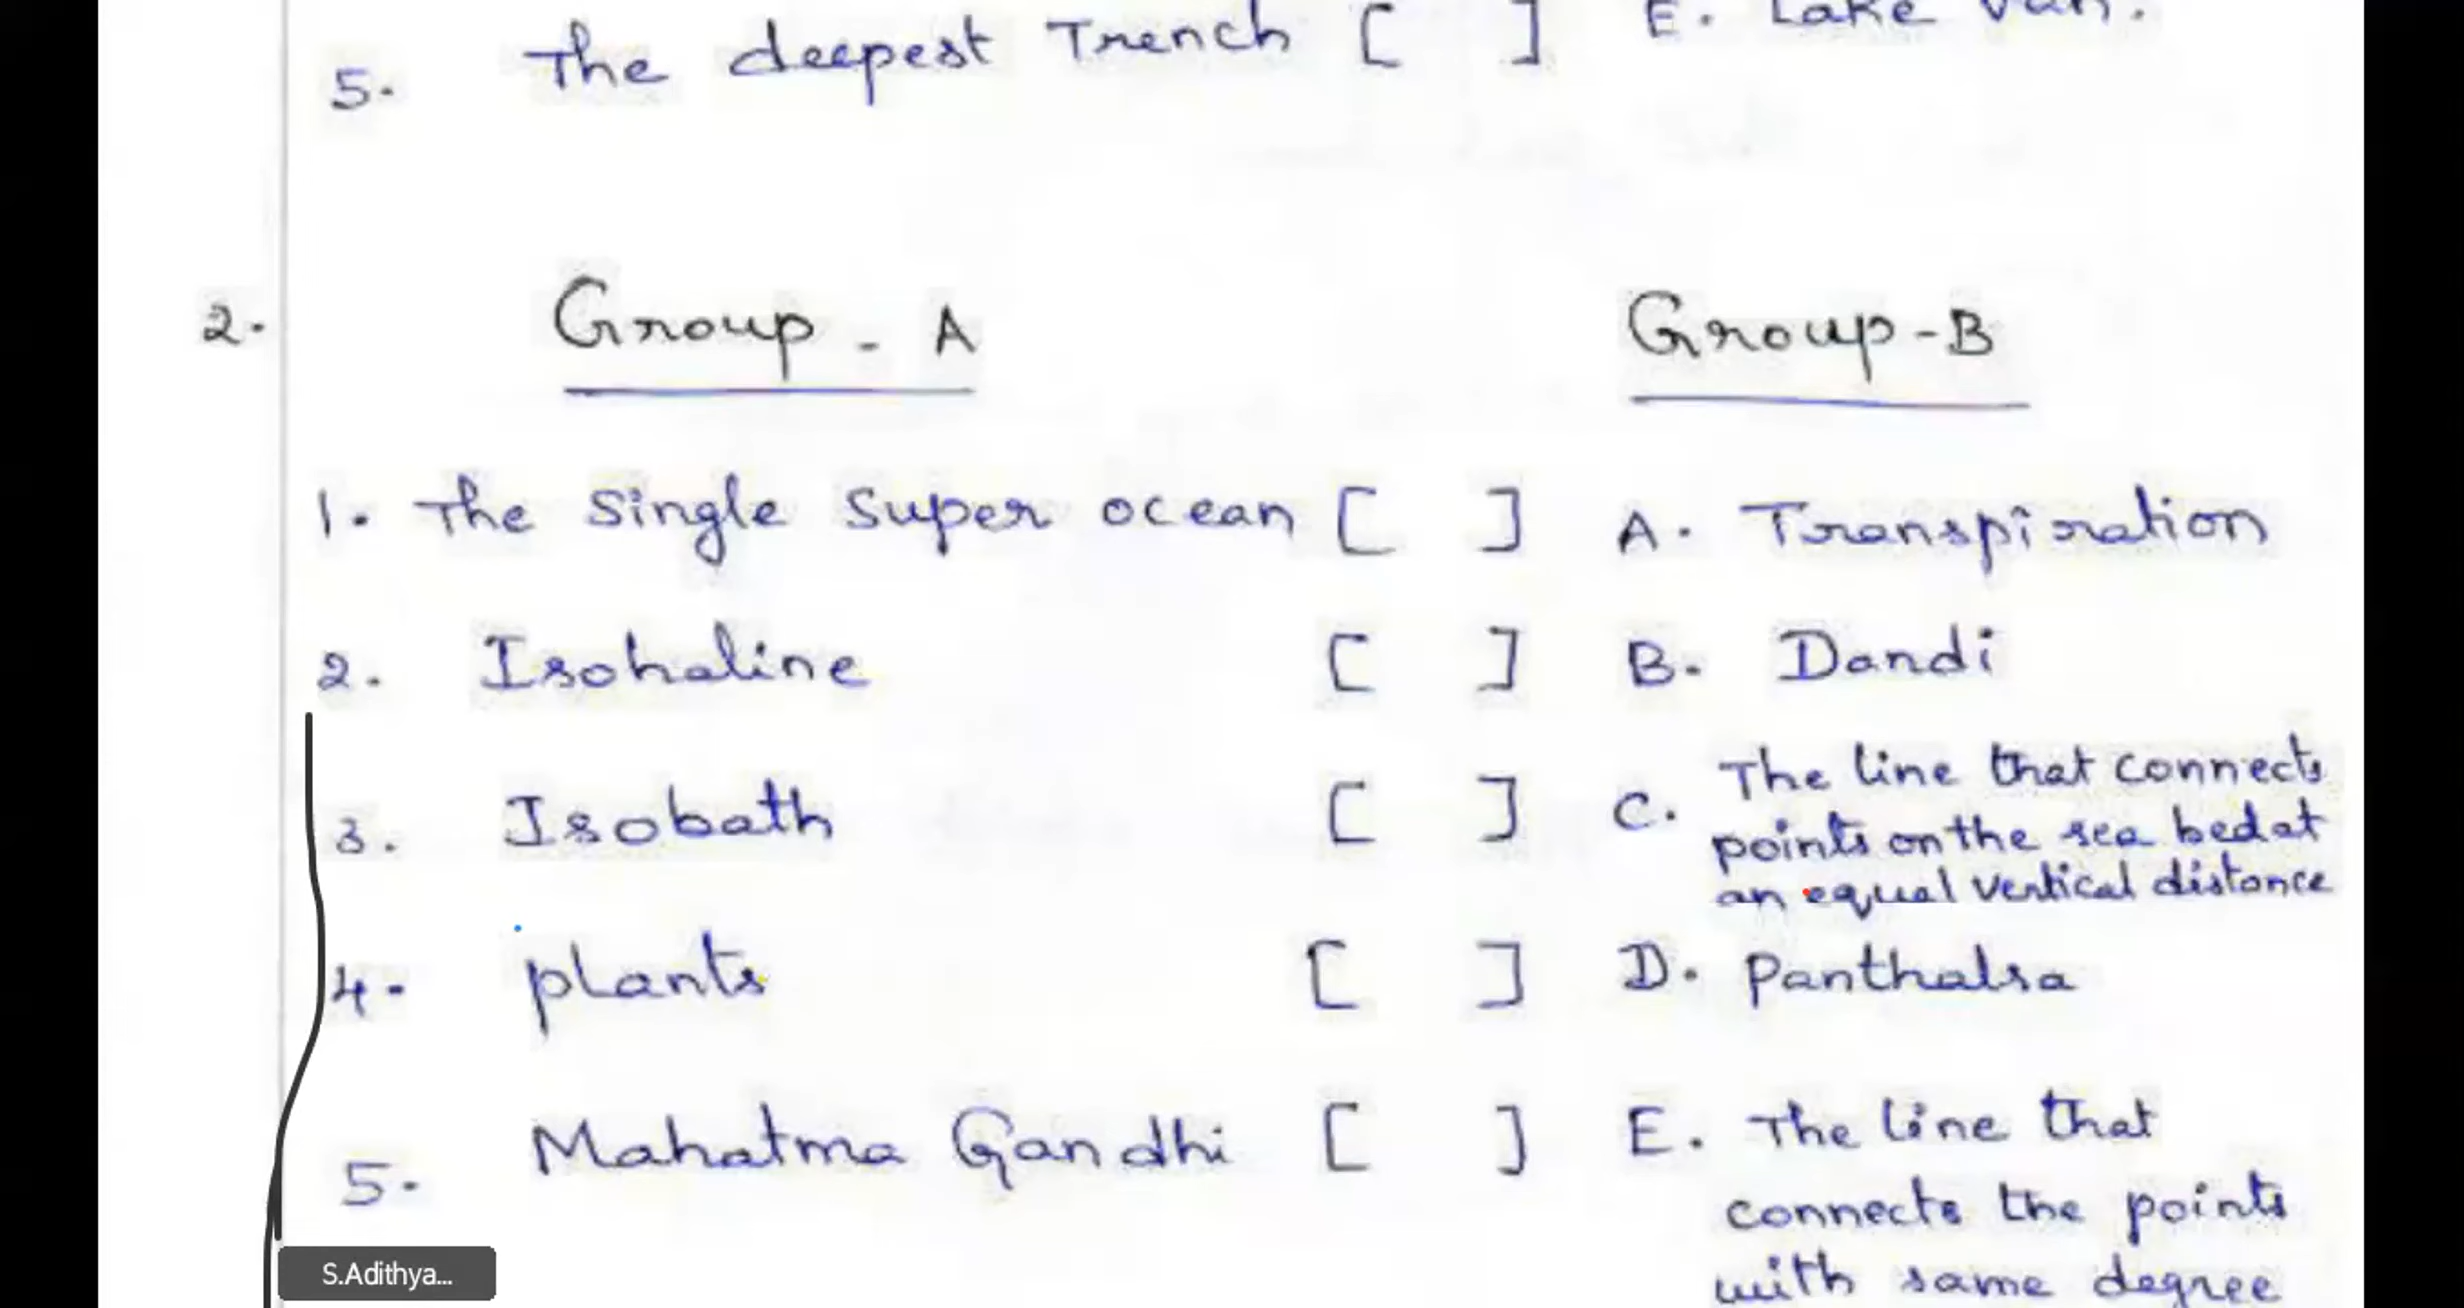 5. The deepest Trench [ ] E. Lake Van.
2. Group - A Group - B
1. The Single Super ocean [ ] A. Transpiration
2. Isohaline [ ] B. Dandi
3. Isobath [ ] C. The line that connects
points on the sea bed at
an equal vertical distance
4. plants [ ] D. Panthalsa
5. Mahatma Gandhi [ ] E. The line that
connects the points
with same degree
S.Adithya...